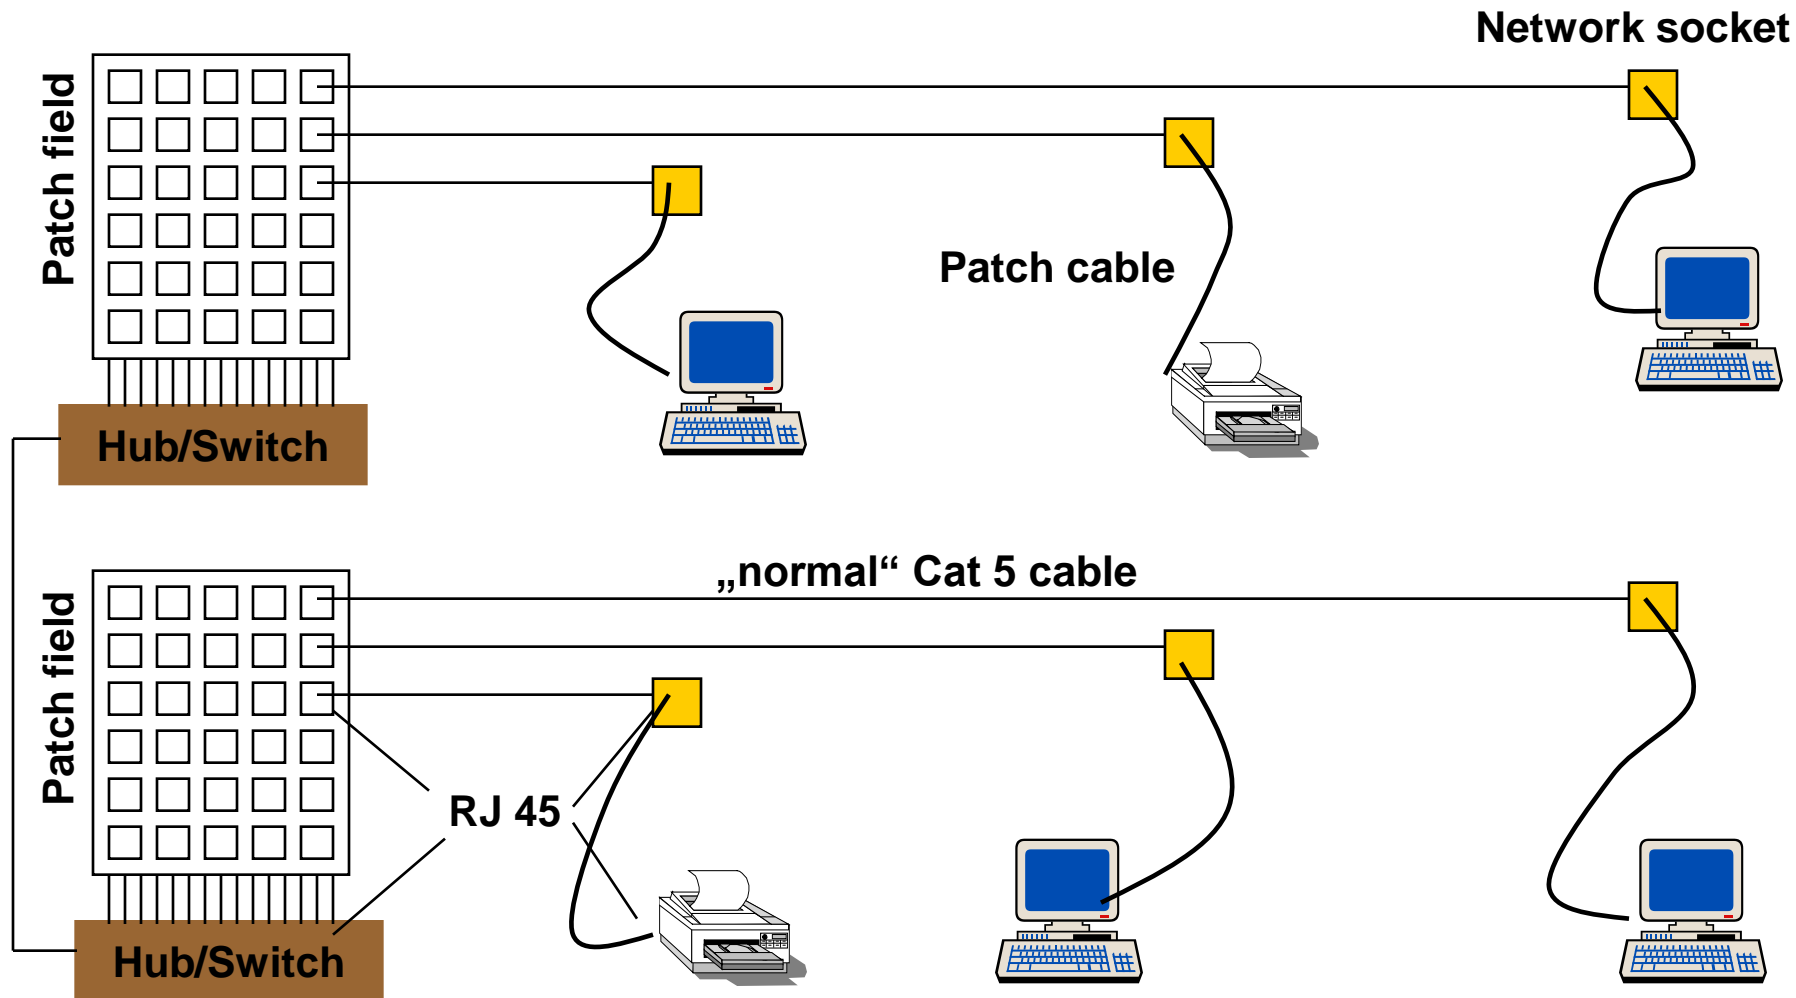 Network socket
Patch field
Patch cable
Hub/Switch
„normal“ Cat 5 cable
Patch field
RJ 45
Hub/Switch